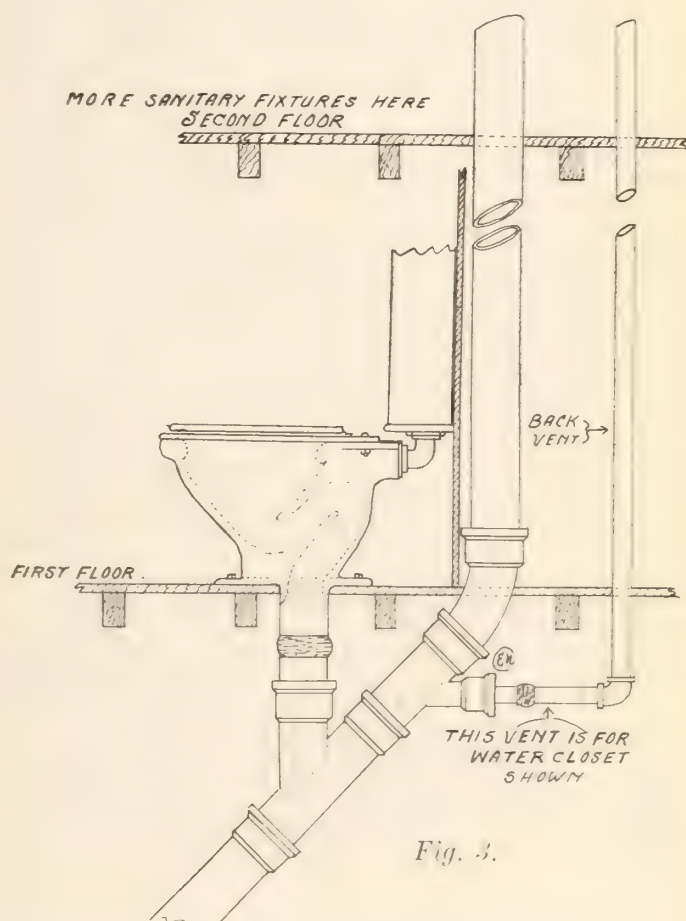 MORE SANITARY FIXTURES HERE
SECOND FLOOR
BACK
VENT
FIRST FLOOR.
En
THIS VENT IS FOR
WATER CLOSET
SHOWN
Fig. 3.